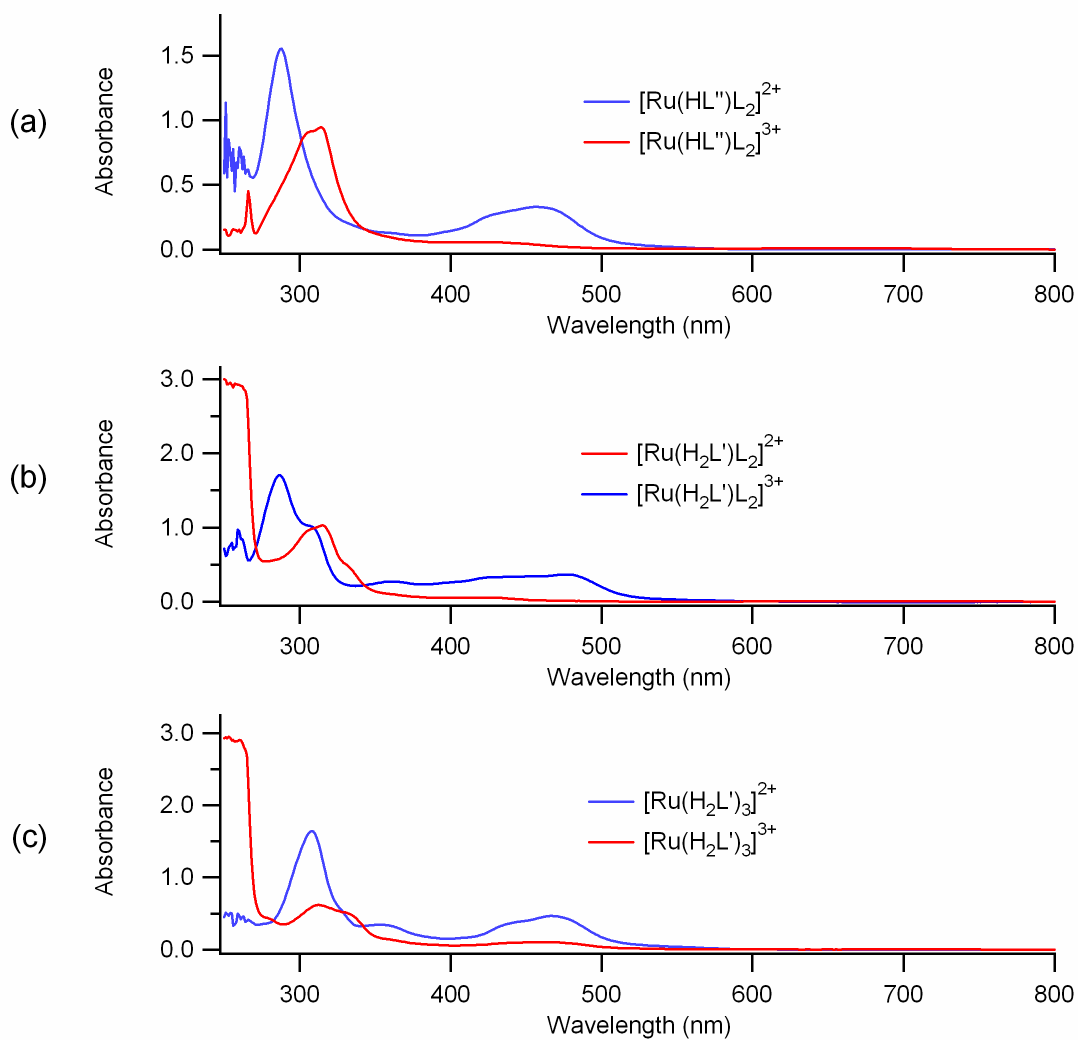 (a)
Absorbance
1.5
1.0
0.5
0.0
[Ru(HL")L2]2+
[Ru(HL")L2]3+
300 400 500 600 700 800
Wavelength (nm)
(b)
Absorbance
3.0
2.0
1.0
0.0
[Ru(H2L')L2]2+
[Ru(H2L')L2]3+
300 400 500 600 700 800
Wavelength (nm)
(c)
Absorbance
3.0
2.0
1.0
0.0
[Ru(H2L')3]2+
[Ru(H2L')3]3+
300 400 500 600 700 800
Wavelength (nm)